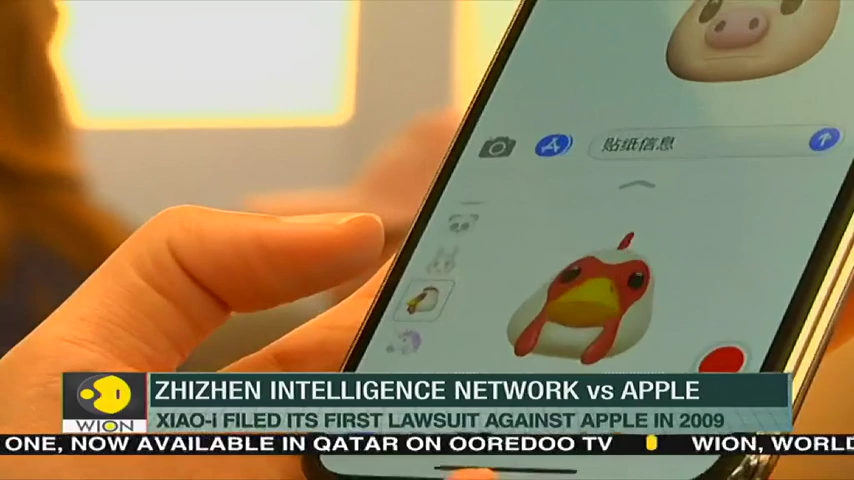 贴纸信息
ZHIZHEN INTELLIGENCE NETWORK vs APPLE
XIAO-i FILED ITS FIRST LAWSUIT AGAINST APPLE IN 2009
WION
ONE, NOW AVAILABLE IN QATAR ON OOREDOO TV WION, WORLD